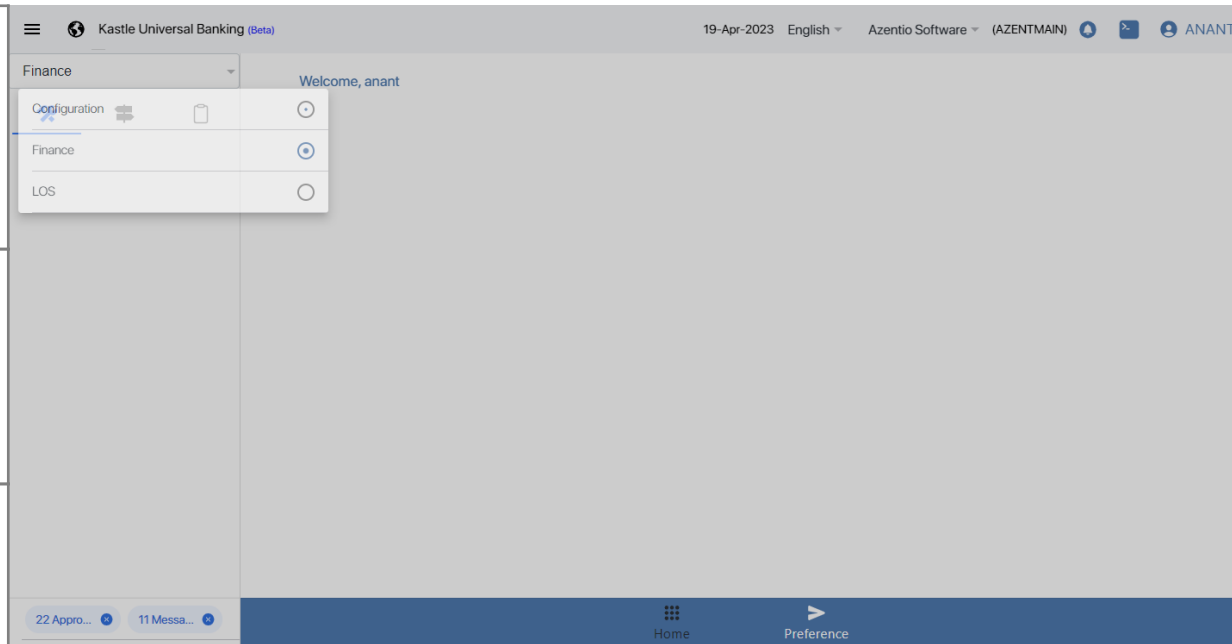 Kastle Universal Banking (Beta) 19-Apr-2023 English Azentio Software (AZENTMAIN) ANANT
Finance
Welcome, anant
Configuration
Finance
LOS
22 Appro... 11 Messa...
Home Preference